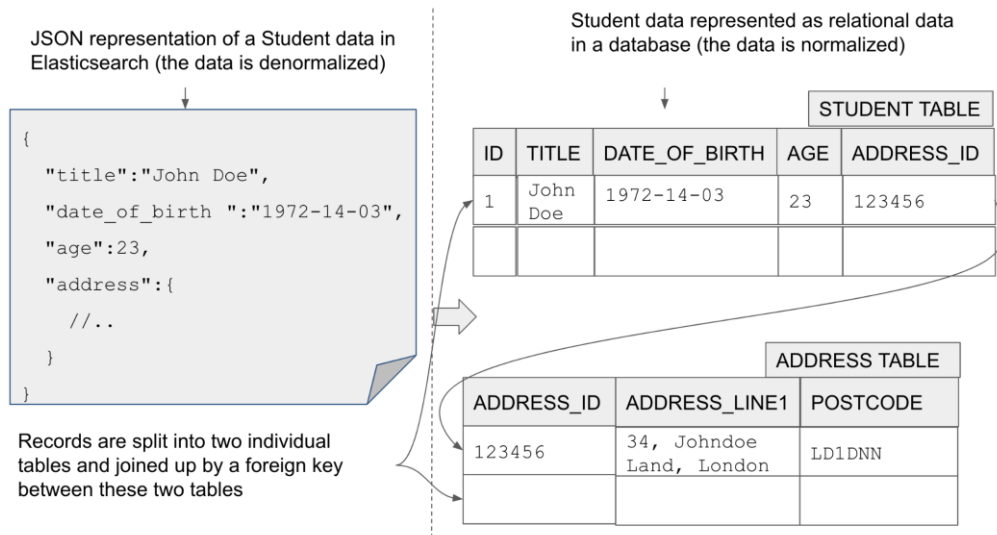 JSON representation of a Student data in
Elasticsearch (the data is denormalized)
{
"title":"John Doe",
"date_of_birth ":"1972-14-03",
"age":23,
"address":{
//..
}
}
Records are split into two individual
tables and joined up by a foreign key
between these two tables
Student data represented as relational data
in a database (the data is normalized)
STUDENT TABLE
ID TITLE DATE_OF_BIRTH AGE ADDRESS_ID
1 John Doe 1972-14-03 23 123456
ADDRESS TABLE
ADDRESS_ID ADDRESS_LINE1 POSTCODE
123456 34, Johndoe Land, London LD1DNN